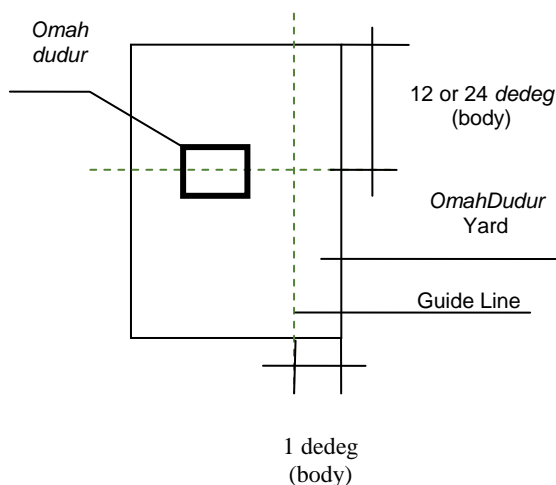 Omah
dudur
12 or 24 dedeg
(body)
OmahDudur
Yard
Guide Line
1 dedeg
(body)